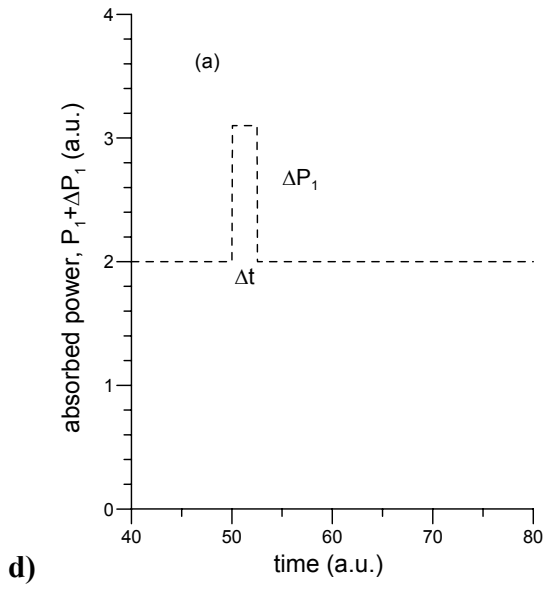 4
(a)
3
ΔP₁
2
Δt
1
0
40 50 60 70 80
time (a.u.)
absorbed power, P₁+ΔP₁ (a.u.)
d)